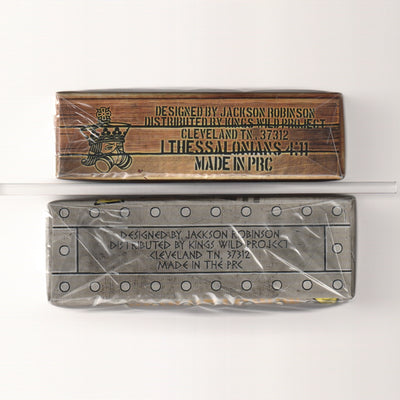 DESIGNED BY JACKSON ROBINSON
DISTRIBUTED BY KINGS WILD PROJECT
CLEVELAND TN, 37312
I THESSALONIANS 4:11
MADE IN PRC
DESIGNED BY, JACKSON ROBINSON
DISTRIBUTED BY KINGS WILD PROJECT
CLEVELAND TN, 37312
MADE IN THE PRC